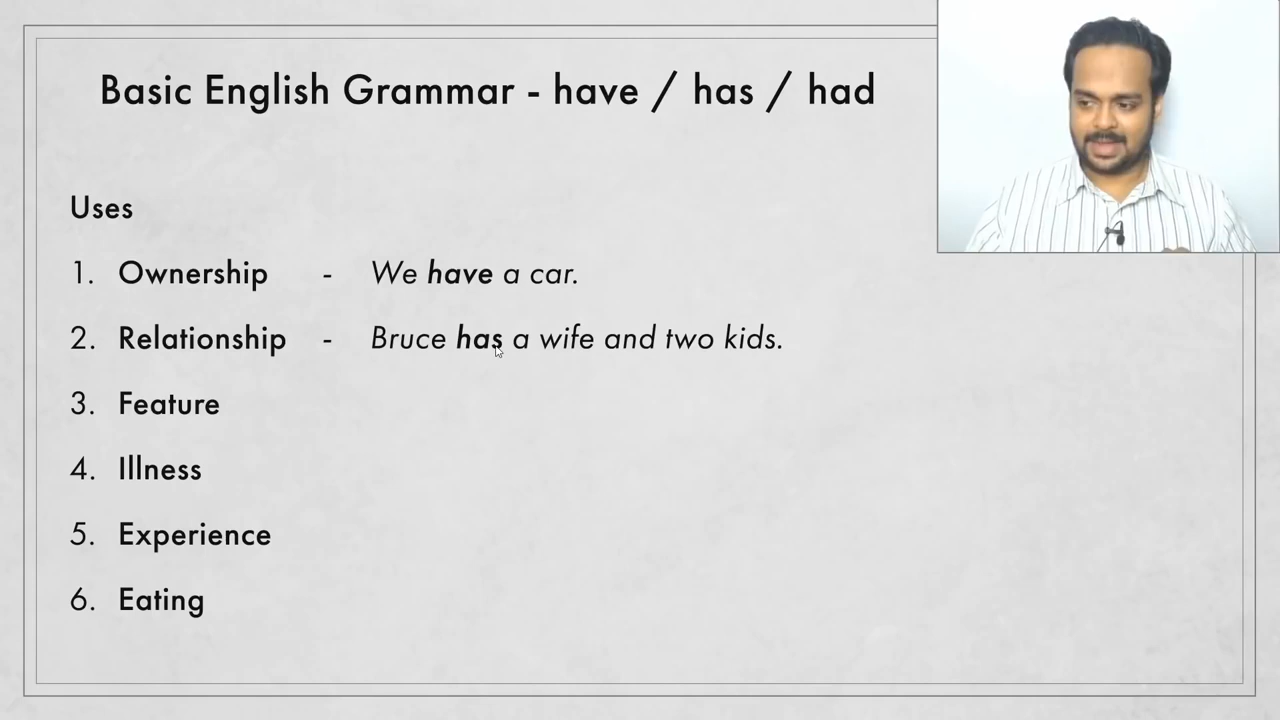 Basic English Grammar - have / has / had
Uses
1. Ownership - We have a car.
2. Relationship - Bruce has a wife and two kids.
3. Feature
4. Illness
5. Experience
6. Eating